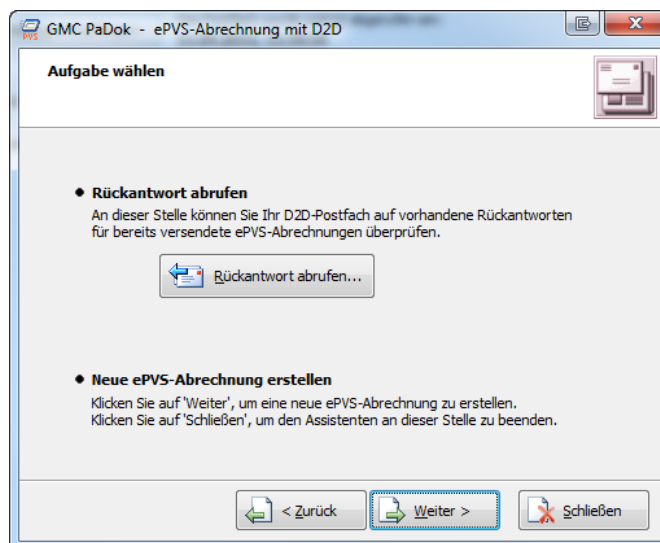 GMC PaDok - ePVS-Abrechnung mit D2D
PVS
Aufgabe wählen
Rückantwort abrufen
An dieser Stelle können Sie Ihr D2D-Postfach auf vorhandene Rückantworten
für bereits versendete ePVS-Abrechnungen überprüfen.
Rückantwort abrufen...
Neue ePVS-Abrechnung erstellen
Klicken Sie auf 'Weiter', um eine neue ePVS-Abrechnung zu erstellen.
Klicken Sie auf 'Schließen', um den Assistenten an dieser Stelle zu beenden.
< Zurück Weiter > Schließen